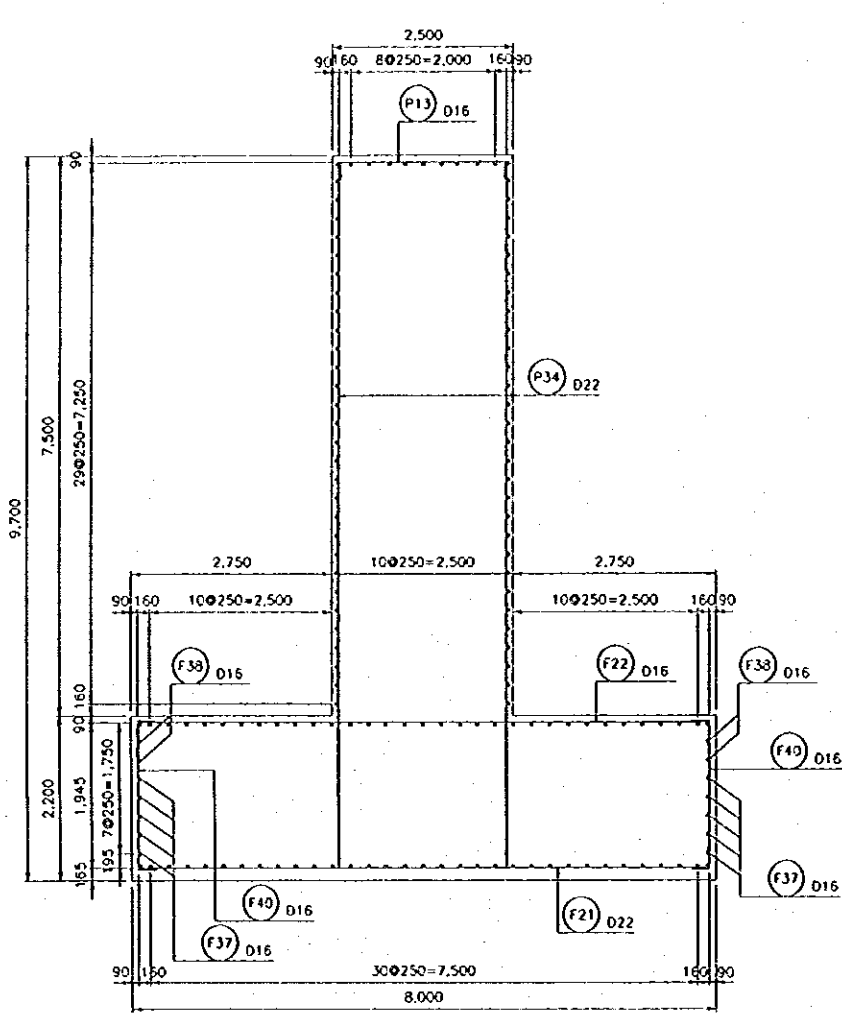 2,500
90 160 8@250=2,000 160 90
P13 D16
90
29@250=7,250
7,500
9,700
P34 D22
2,750 10@250=2,500 2,750
90 160 10@250=2,500 10@250=2,500 160 90
F38 D16
F22 D16
F38 D16
160
90
1,945
7@250=1,750
2,200
195
165
F40 D16
F37 D16
F40 D16
F37 D16
F21 D22
90 160 30@250=7,500 160 90
8.000